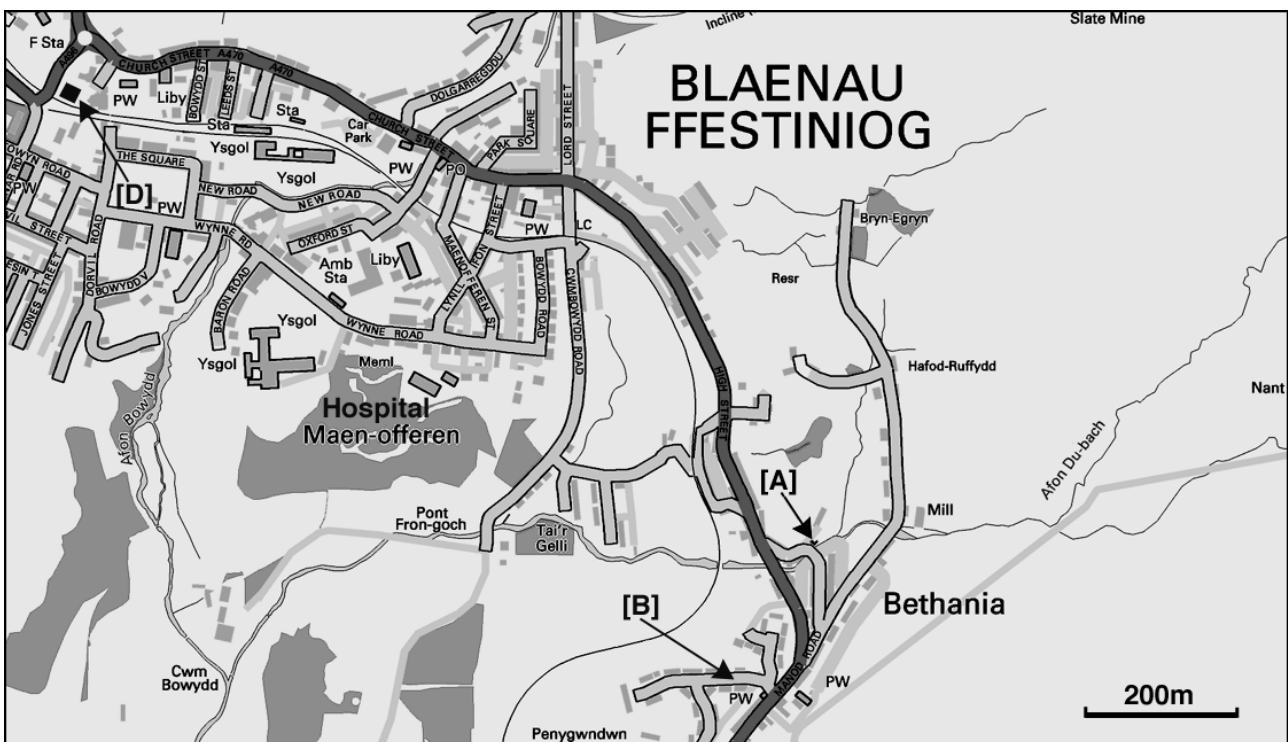 Incline
Slate Mine
F Sta
A496
CHURCH STREET A470
A470
BLAENAU
FFESTINIOG
DOLGARREGDDU
PW
Liby
BOWYDD ST
LEEDS ST
Sta
Sta
Car
Park
CHURCH STREET
PARK SQUARE
LORD STREET
Ysgol
Ysgol
PW
PO
THE SQUARE
[D]
PW
NEW ROAD
NEW ROAD
PW
Bryn-Egryn
DORVIL ROAD
WYNNE RD
OXFORD ST
PW
LC
Amb
Sta
Liby
MAENOFFEREN ST
BOWYDD ROAD
CWMBOWYDD ROAD
Resr
JONES STREET
BARON ROAD
Ysgol
WYNNE ROAD
Ysgol
Meml
Hafod-Ruffydd
HIGH STREET
Nant
Afon Bowydd
Hospital
Maen-offeren
Afon Du-bach
[A]
Mill
Pont
Fron-goch
Tai'r
Gelli
[B]
Bethania
MANOD ROAD
Cwm
Bowydd
PW
PW
200m
Penygwndwn